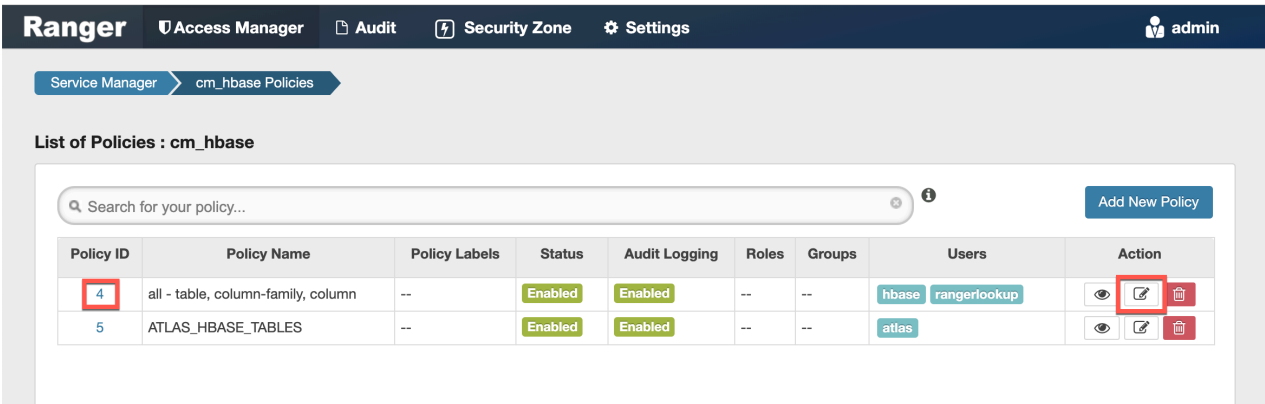 Ranger Access Manager Audit Security Zone Settings admin
Service Manager cm_hbase Policies
List of Policies : cm_hbase
Search for your policy... Add New Policy
Policy ID Policy Name Policy Labels Status Audit Logging Roles Groups Users Action
4 all - table, column-family, column -- Enabled Enabled -- -- hbase rangerlookup
5 ATLAS_HBASE_TABLES -- Enabled Enabled -- -- atlas